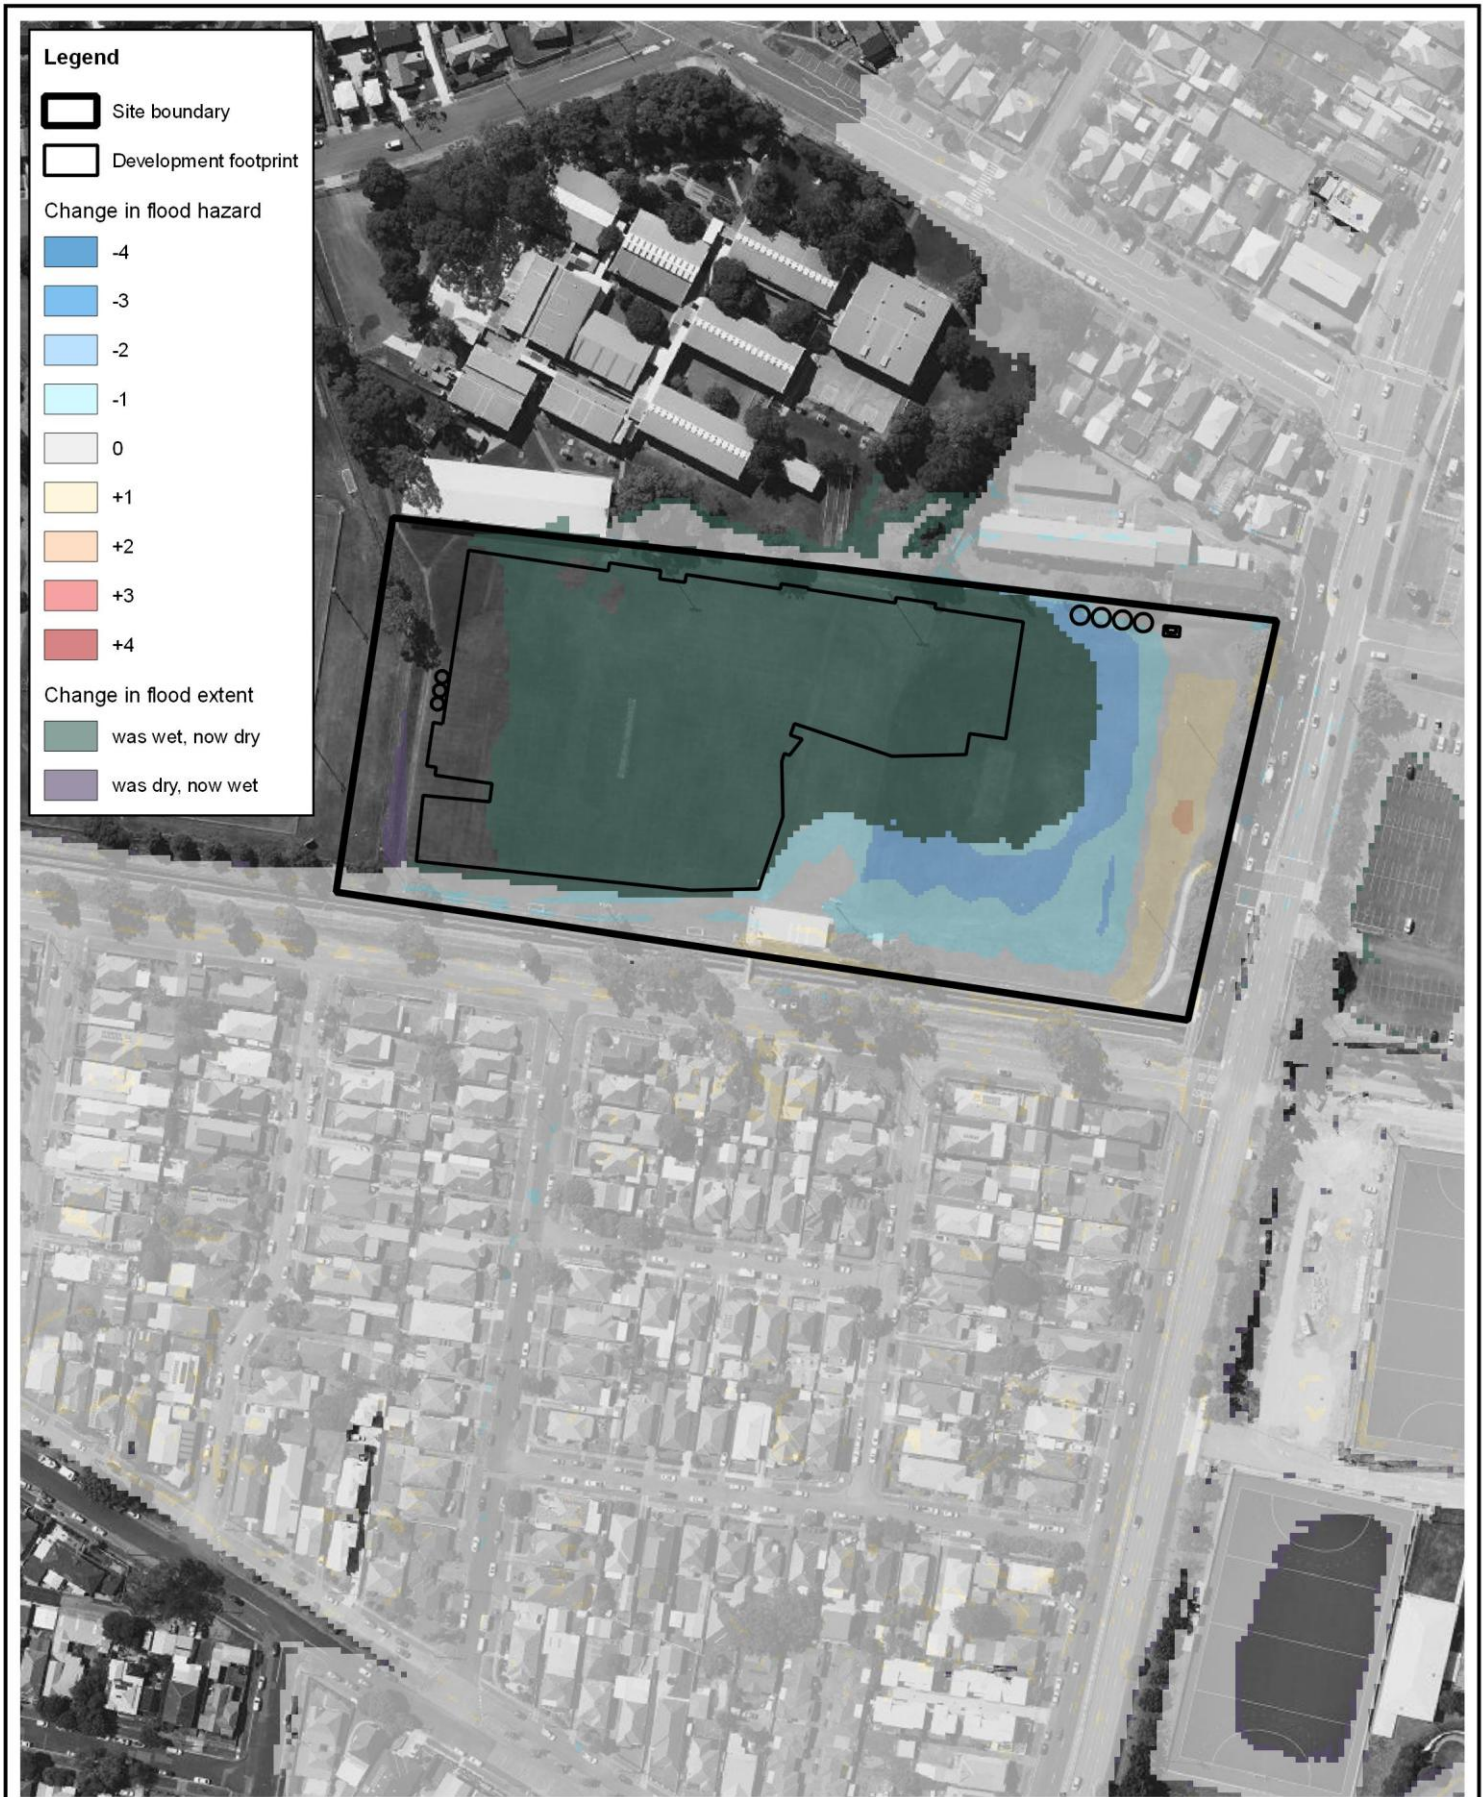 Legend
Site boundary
Development footprint
Change in flood hazard
-4
-3
-2
-1
0
+1
+2
+3
+4
Change in flood extent
was wet, now dry
was dry, now wet